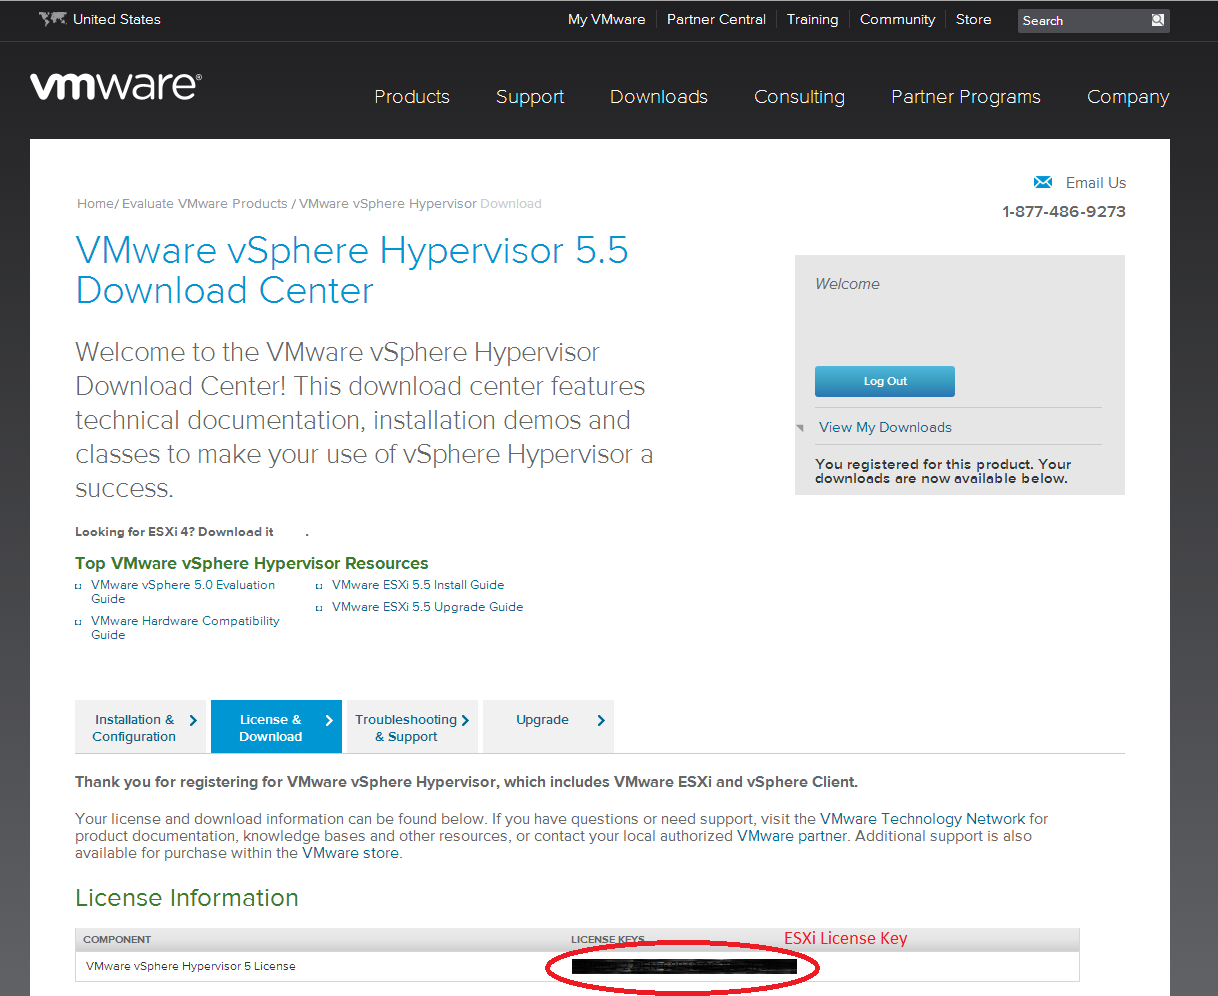 United States
My VMware
Partner Central
Training
Community
Store
Search
vmware®
Products
Support
Downloads
Consulting
Partner Programs
Company
Email Us
1-877-486-9273
Home/ Evaluate VMware Products / VMware vSphere Hypervisor Download
VMware vSphere Hypervisor 5.5
Download Center
Welcome
Log Out
View My Downloads
You registered for this product. Your
downloads are now available below.
Welcome to the VMware vSphere Hypervisor
Download Center! This download center features
technical documentation, installation demos and
classes to make your use of vSphere Hypervisor a
success.
Looking for ESXi 4? Download it .
Top VMware vSphere Hypervisor Resources
VMware vSphere 5.0 Evaluation
Guide
VMware Hardware Compatibility
Guide
VMware ESXi 5.5 Install Guide
VMware ESXi 5.5 Upgrade Guide
Installation &
Configuration
License &
Download
Troubleshooting
& Support
Upgrade
Thank you for registering for VMware vSphere Hypervisor, which includes VMware ESXi and vSphere Client.
Your license and download information can be found below. If you have questions or need support, visit the VMware Technology Network for
product documentation, knowledge bases and other resources, or contact your local authorized VMware partner. Additional support is also
available for purchase within the VMware store.
License Information
COMPONENT
LICENSE KEYS
ESXi License Key
VMware vSphere Hypervisor 5 License